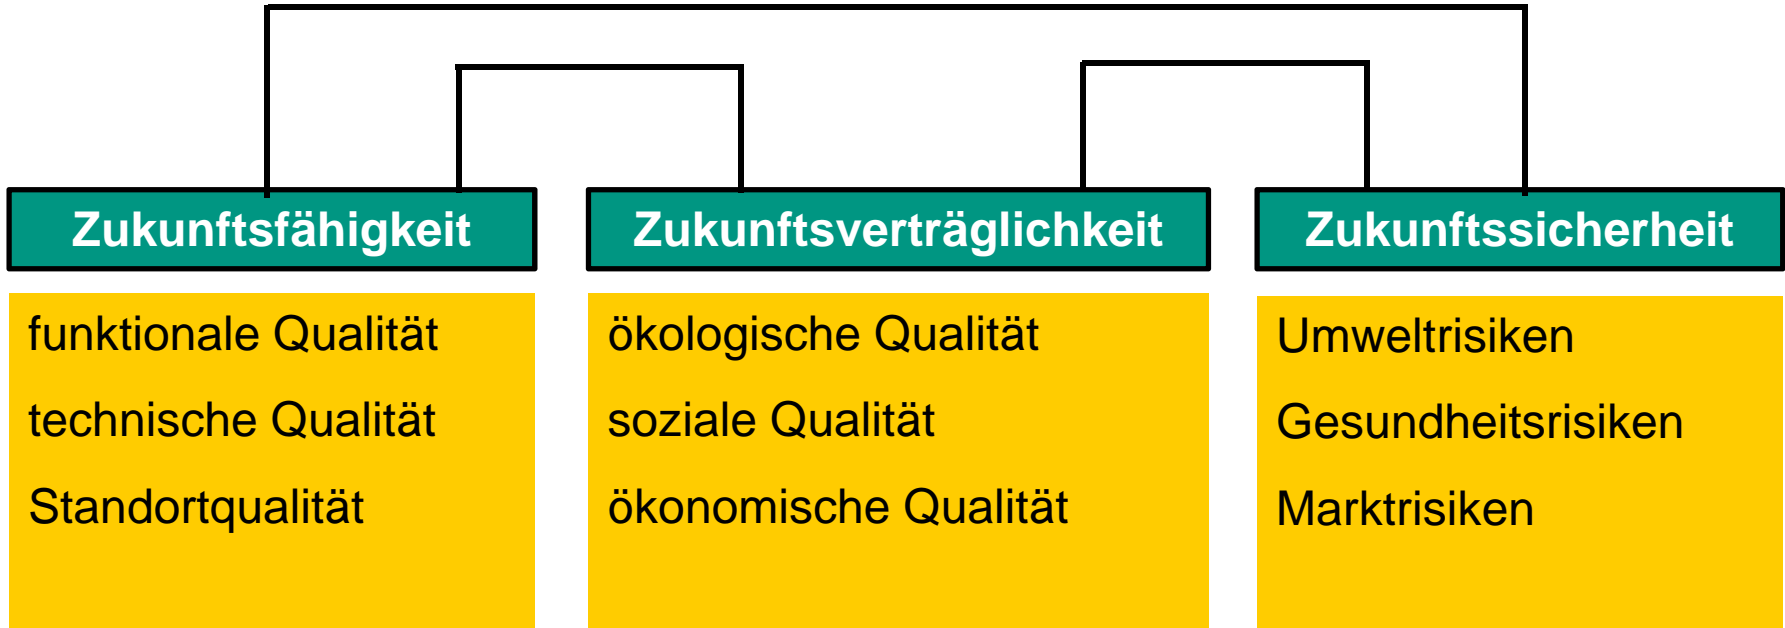 Zukunftsfähigkeit
funktionale Qualität
technische Qualität
Standortqualität
Zukunftsverträglichkeit
ökologische Qualität
soziale Qualität
ökonomische Qualität
Zukunftssicherheit
Umweltrisiken
Gesundheitsrisiken
Marktrisiken